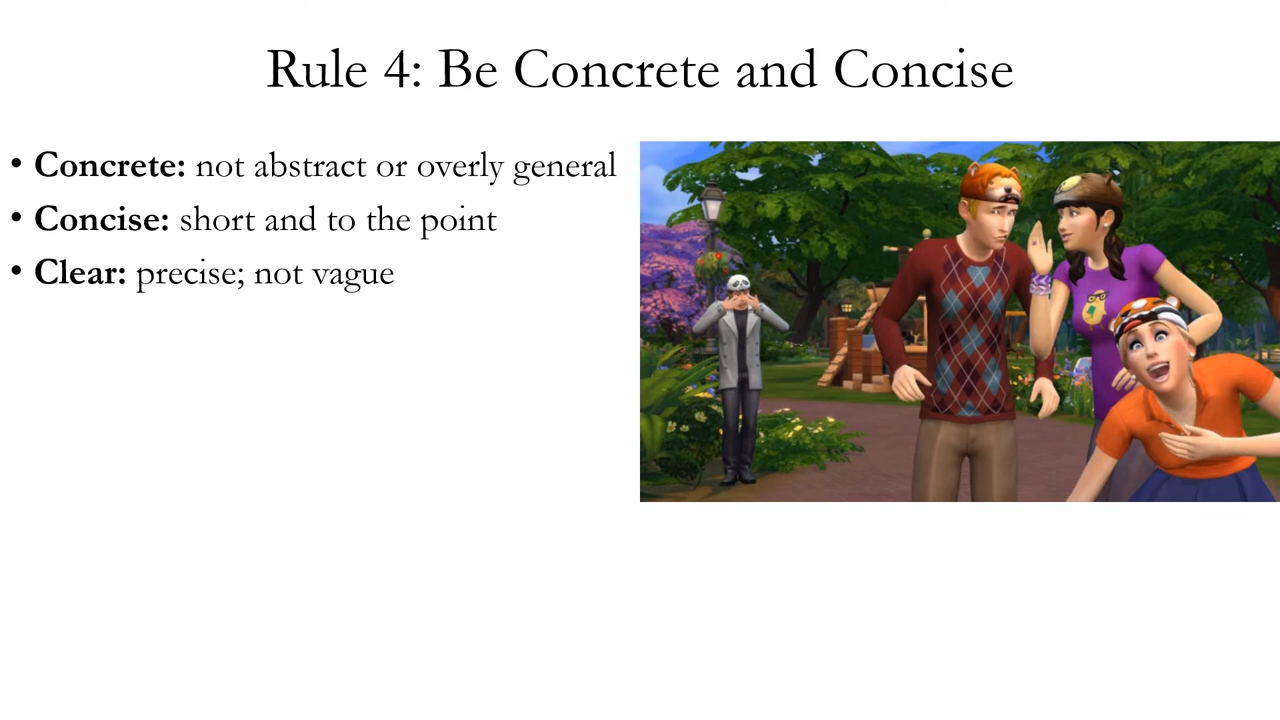 Rule 4: Be Concrete and Concise
• Concrete: not abstract or overly general
• Concise: short and to the point
• Clear: precise; not vague